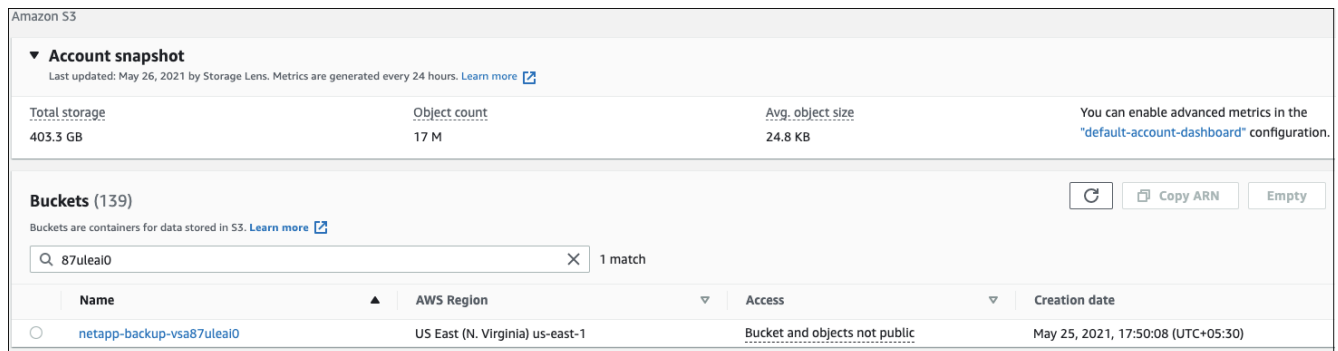 Amazon S3
Account snapshot
Last updated: May 26, 2021 by Storage Lens. Metrics are generated every 24 hours. Learn more
Total storage
403.3 GB
Object count
17 M
Avg. object size
24.8 KB
You can enable advanced metrics in the
"default-account-dashboard" configuration.
Buckets (139)
Copy ARN
Empty
Buckets are containers for data stored in S3. Learn more
87uleai0
1 match
Name AWS Region Access Creation date
netapp-backup-vsa87uleai0 US East (N. Virginia) us-east-1 Bucket and objects not public May 25, 2021, 17:50:08 (UTC+05:30)